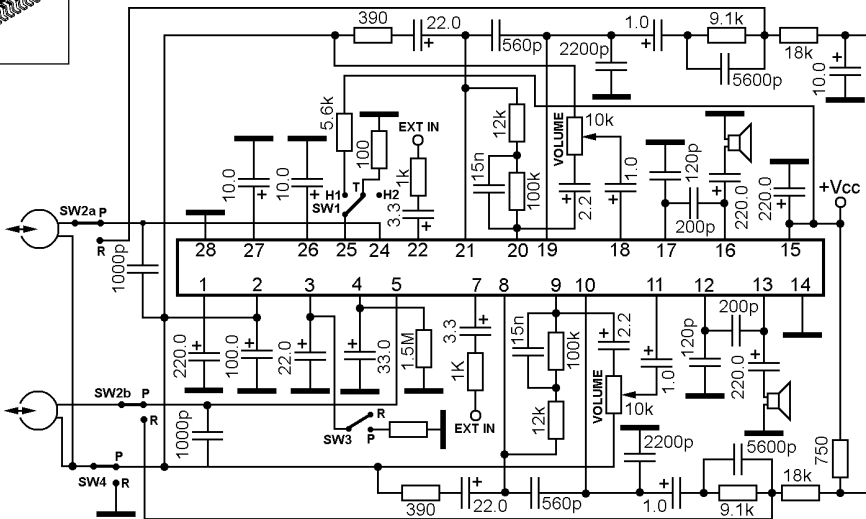 390 22.0 560p 2200p 1.0 9.1k 5600p 18k 10.0
+ + +
5.6k 100 EXT IN 12k VOLUME 10k
10.0 10.0 1k 15n 100k 1.0 120p
+ + H1 T H2 SW1 3.3 + 2.2 + + 200p 220.0 + 220.0 + +Vcc
SW2a P
R
1000p
28 27 26 25 24 22 21 20 19 18 17 16 15
1 2 3 4 5 7 8 9 10 11 12 13 14
220.0 + 100.0 + 22.0 + 33.0 + 1.5M 3.3 + 15n 100k 2.2 + 1.0 + 120p 200p 220.0 +
1K VOLUME 10k
SW2b P
R
1000p SW3 R
P
EXT IN 12k 2200p 5600p 750
SW4 P
R
390 + 22.0 560p 1.0 + 9.1k 18k